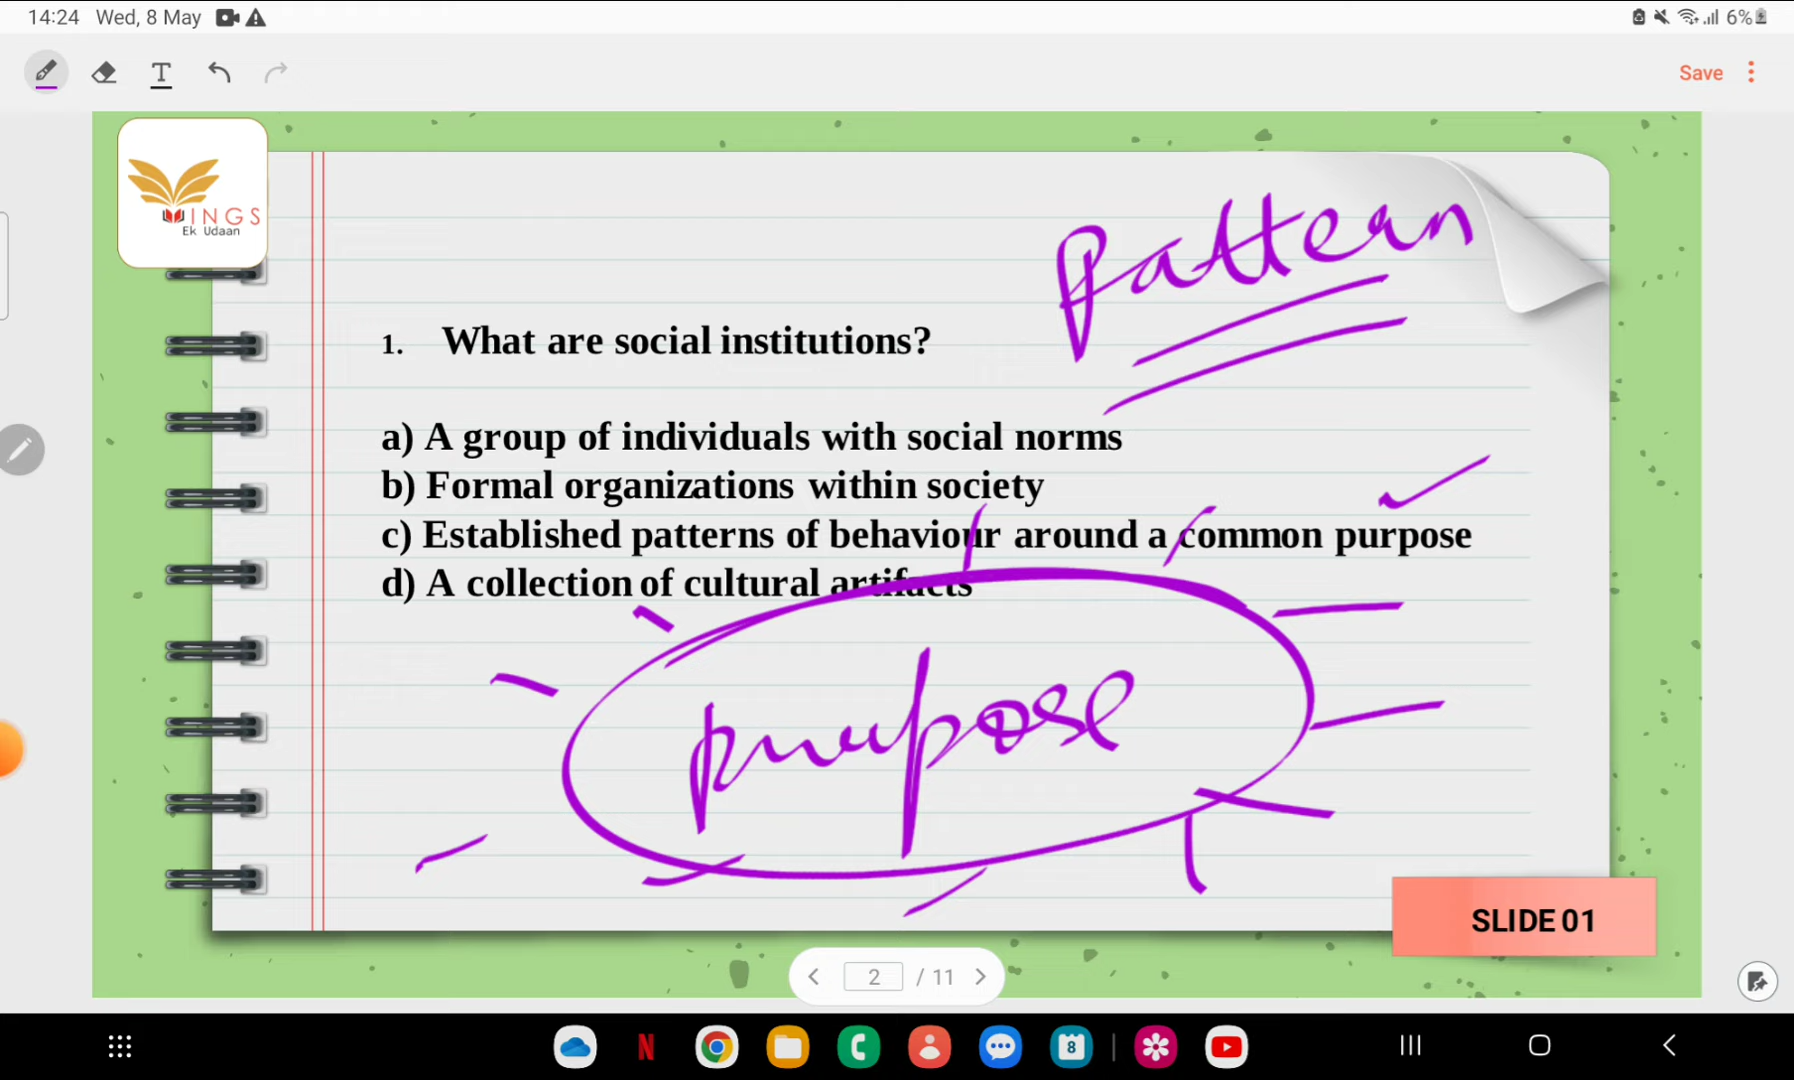 14:24 Wed, 8 May
6%
T
Save
WINGS
Ek Udaan
pattern
1. What are social institutions?
a) A group of individuals with social norms
b) Formal organizations within society
c) Established patterns of behaviour around a common purpose
d) A collection of cultural artifacts
purpose
SLIDE 01
2 / 11
N
8